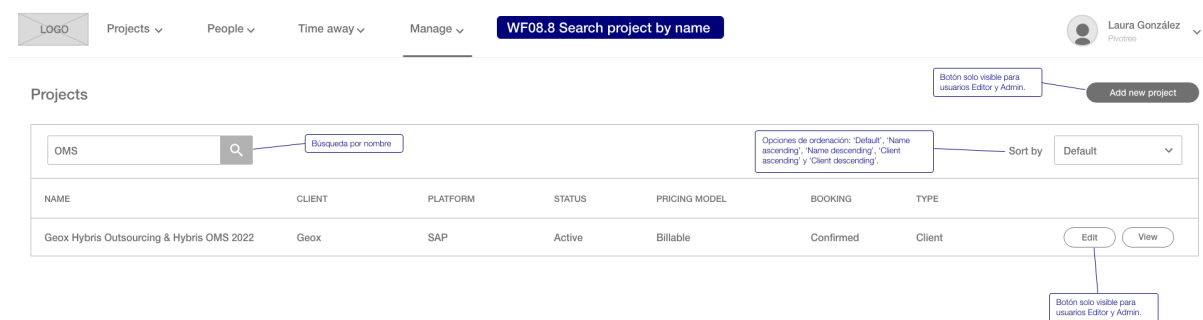 LOGO
Projects
People
Time away
Manage
WF08.8 Search project by name
Laura González
Pivotree
Projects
Botón solo visible para
usuarios Editor y Admin.
Add new project
OMS
Búsqueda por nombre
Opciones de ordenación: 'Default', 'Name
ascending', 'Name descending', 'Client
ascending' y 'Client descending'.
Sort by
Default
NAME CLIENT PLATFORM STATUS PRICING MODEL BOOKING TYPE
Geox Hybris Outsourcing & Hybris OMS 2022 Geox SAP Active Billable Confirmed Client Edit View
Botón solo visible para
usuarios Editor y Admin.